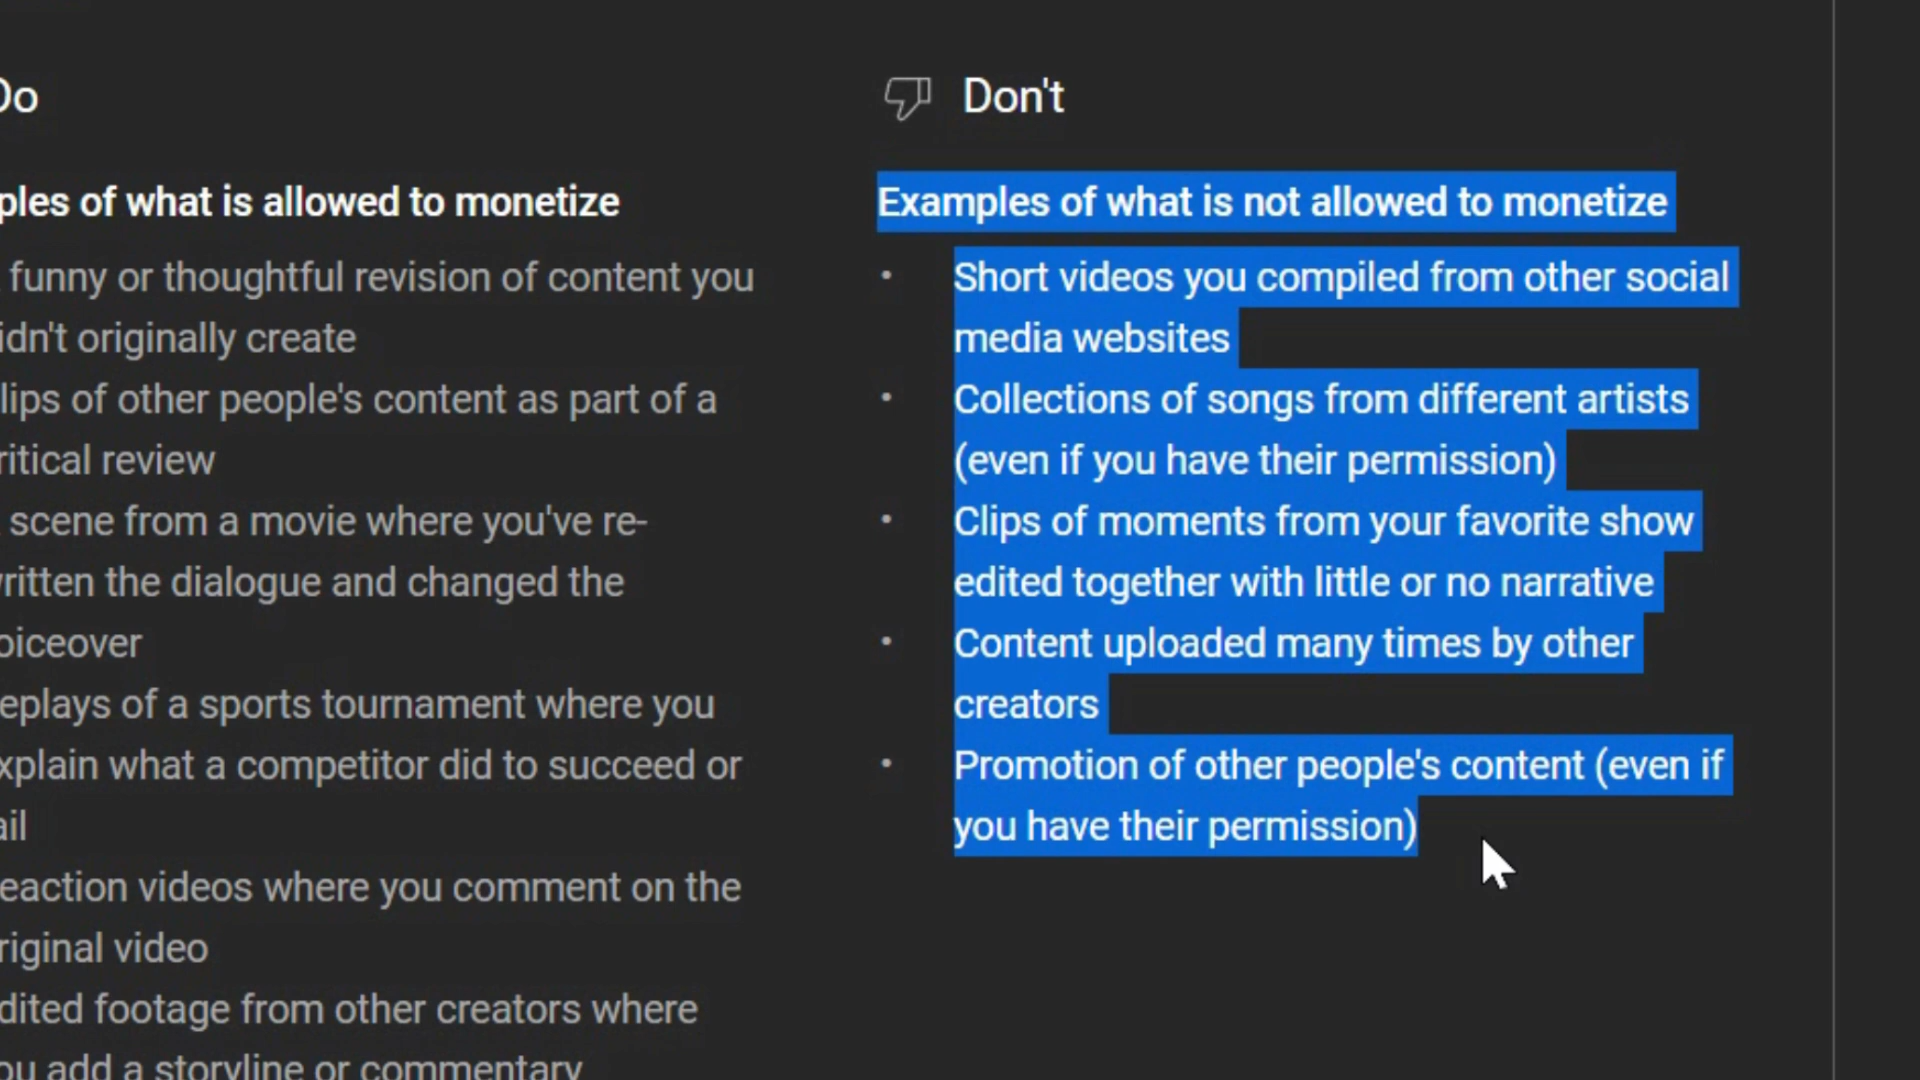 Do
Don't
ples of what is allowed to monetize
funny or thoughtful revision of content you
idn't originally create
lips of other people's content as part of a
ritical review
scene from a movie where you've re-
written the dialogue and changed the
oiceover
eplays of a sports tournament where you
xplain what a competitor did to succeed or
ail
eaction videos where you comment on the
riginal video
dited footage from other creators where
ou add a storyline or commentary
Examples of what is not allowed to monetize
• Short videos you compiled from other social
media websites
• Collections of songs from different artists
(even if you have their permission)
• Clips of moments from your favorite show
edited together with little or no narrative
• Content uploaded many times by other
creators
• Promotion of other people's content (even if
you have their permission)